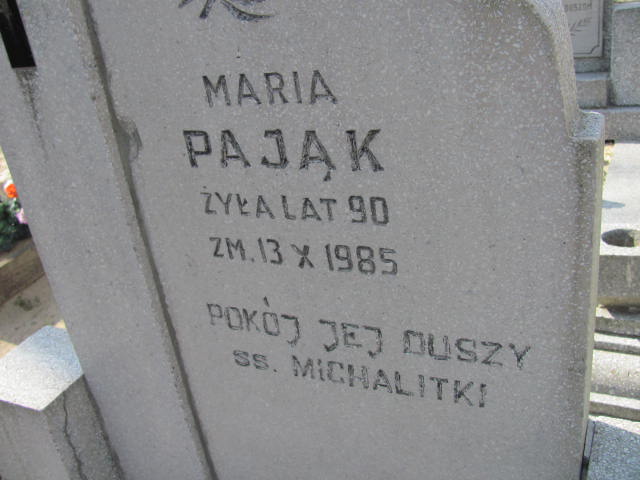 MARIA
PAJĄK
ŻYŁA LAT 90
ZM. 13 X 1985
POKÓJ JEJ DUSZY
SS. MICHALITKI